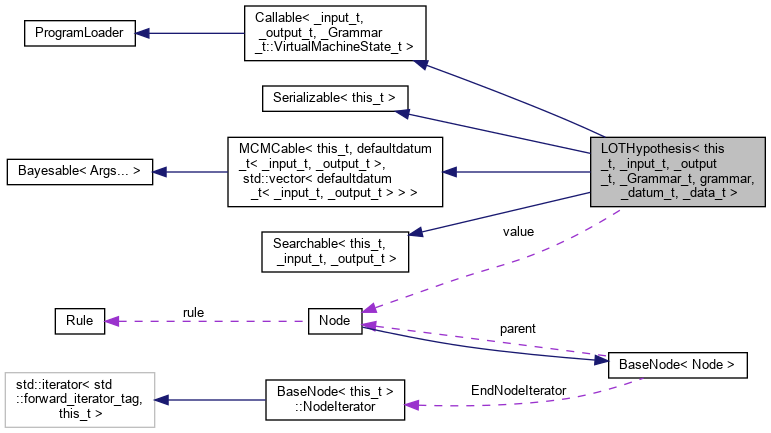 Callable< _input_t,
_output_t, _Grammar
_t::VirtualMachineState_t >
ProgramLoader
Serializable< this_t >
MCMCable< this_t, defaultdatum
_t< _input_t, _output_t >,
std::vector< defaultdatum
_t< _input_t, _output_t > > >
LOTHypothesis< this
_t, _input_t, _output
_t, _Grammar_t, grammar,
_datum_t, _data_t >
Bayesable< Args... >
Searchable< this_t,
_input_t, _output_t >
value
Rule
rule
Node
parent
BaseNode< Node >
std::iterator< std
::forward_iterator_tag,
this_t >
BaseNode< this_t >
::NodeIterator
EndNodeIterator